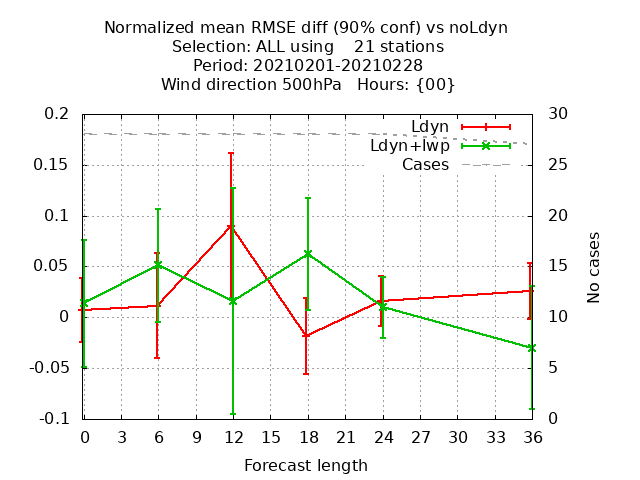 Normalized mean RMSE diff (90% conf) vs noLdyn
Selection: ALL using    21 stations
Period: 20210201-20210228
Wind direction 500hPa   Hours: {00}
0.2
0.15
0.1
0.05
0
-0.05
-0.1
30
25
20
15
10
5
0
Ldyn
Ldyn+lwp
Cases
No cases
0 3 6 9 12 15 18 21 24 27 30 33 36
Forecast length